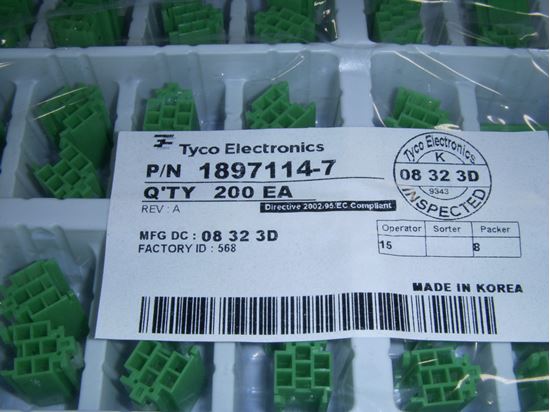 Tyco Electronics
P/N 1897114-7
Q'TY 200 EA
REV : A
Directive 2002/95/EC Compliant
MFG DC : 08 32 3D
FACTORY ID : 568
Tyco Electronics
K
08 32 3D
9343
INSPECTED
Operator Sorter Packer
15 8
MADE IN KOREA